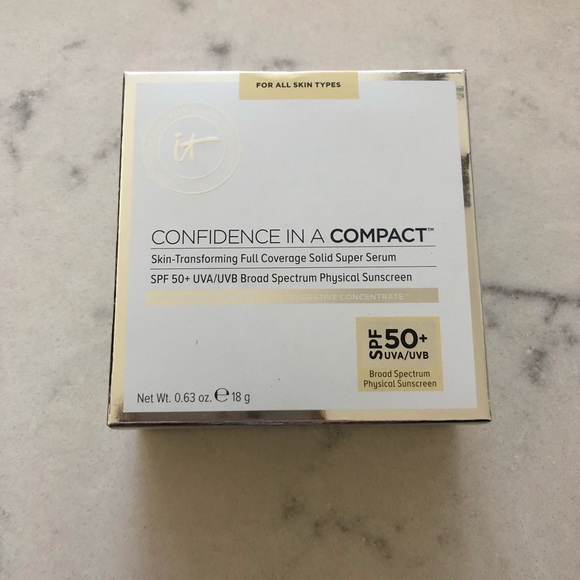 FOR ALL SKIN TYPES
it
CONFIDENCE IN A COMPACT™
Skin-Transforming Full Coverage Solid Super Serum
SPF 50+ UVA/UVB Broad Spectrum Physical Sunscreen
CONCENTRATE™
SPF 50+
UVA/UVB
Broad Spectrum
Physical Sunscreen
Net Wt. 0.63 oz. ℮ 18 g